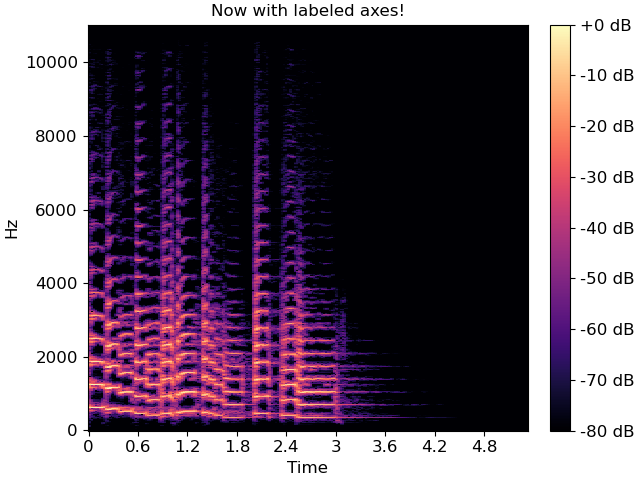 Now with labeled axes!
+0 dB
10000
-10 dB
8000
-20 dB
-30 dB
6000
Hz
-40 dB
4000
-50 dB
-60 dB
2000
-70 dB
0
-80 dB
0 0.6 1.2 1.8 2.4 3 3.6 4.2 4.8
Time